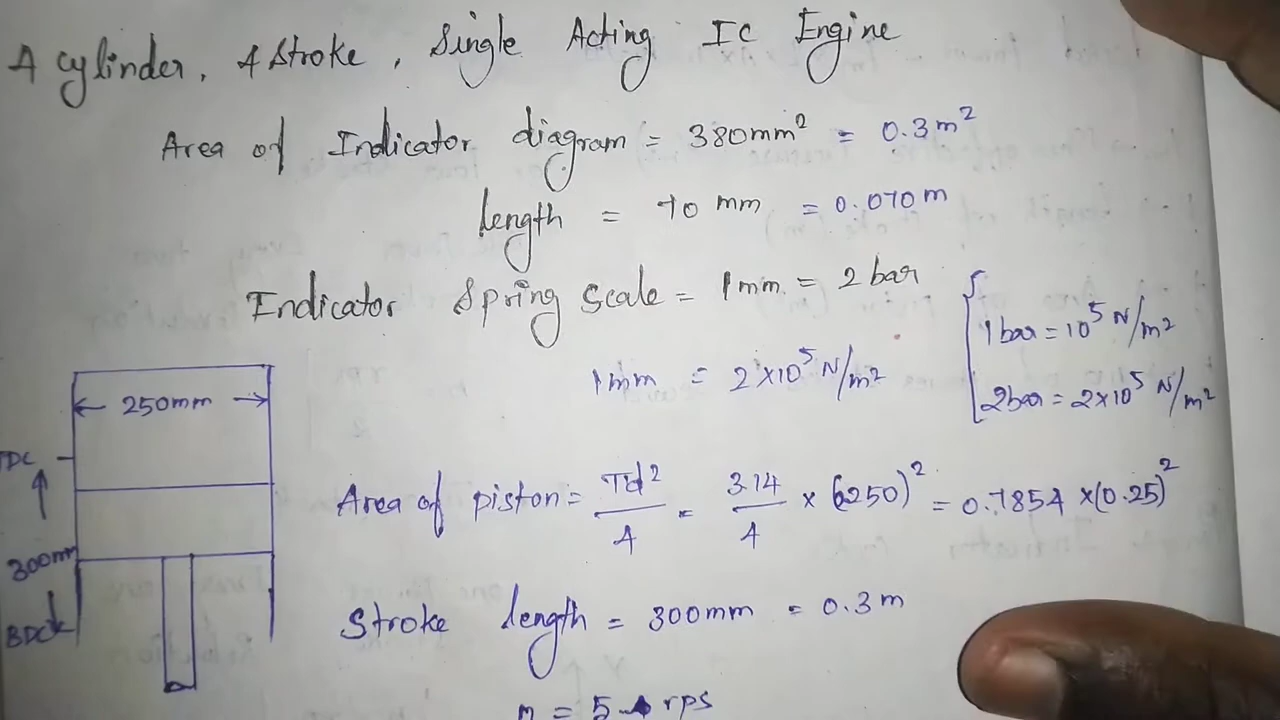 4 cylinder, 4 Stroke, Single Acting IC Engine
Area of Indicator diagram = 380mm² = 0.3m²
length = 70 mm = 0.070m
Indicator Spring Scale = 1mm = 2 bar
1 bar = 10⁵ N/m²
1mm = 2×10⁵ N/m²
2bar = 2×10⁵ N/m²
250mm
TDC
Area of piston = πd²/4 = 3.14/4 × (250)² = 0.7854 ×(0.25)²
300mm
BDC
Stroke length = 300mm = 0.3m
n = 5 rps